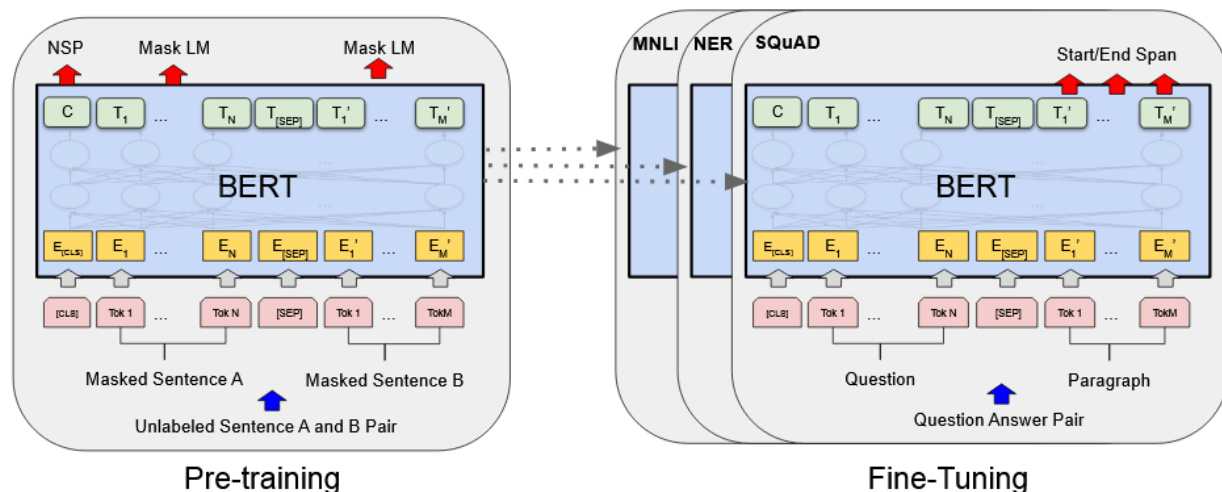 NSP Mask LM Mask LM
C T1 ... TN T[SEP] T1' ... TM'
...
...
BERT
E[CLS] E1 ... EN E[SEP] E1' ... EM'
[CLS] Tok 1 ... Tok N [SEP] Tok 1 ... TokM
Masked Sentence A Masked Sentence B
Unlabeled Sentence A and B Pair
Pre-training
MNLI NER SQuAD
Start/End Span
C T1 ... TN T[SEP] T1' ... TM'
...
...
BERT
E[CLS] E1 ... EN E[SEP] E1' ... EM'
[CLS] Tok 1 ... Tok N [SEP] Tok 1 ... TokM
Question Paragraph
Question Answer Pair
Fine-Tuning